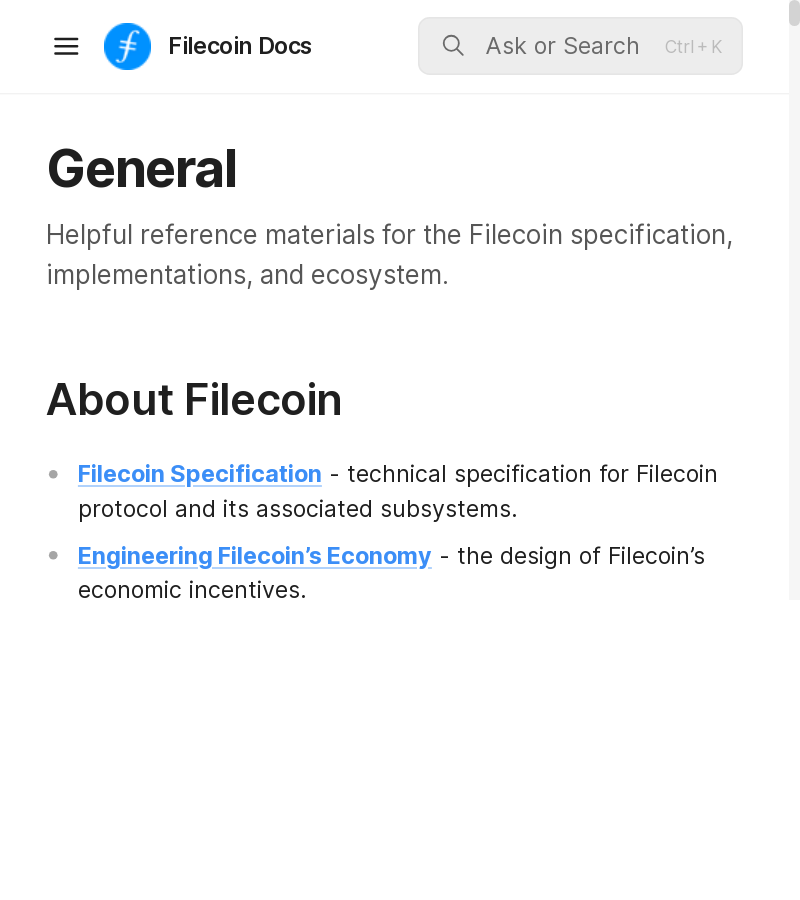 Filecoin Docs
Ask or Search
Ctrl + K
General
Helpful reference materials for the Filecoin specification,
implementations, and ecosystem.
About Filecoin
Filecoin Specification - technical specification for Filecoin
protocol and its associated subsystems.
Engineering Filecoin’s Economy - the design of Filecoin’s
economic incentives.